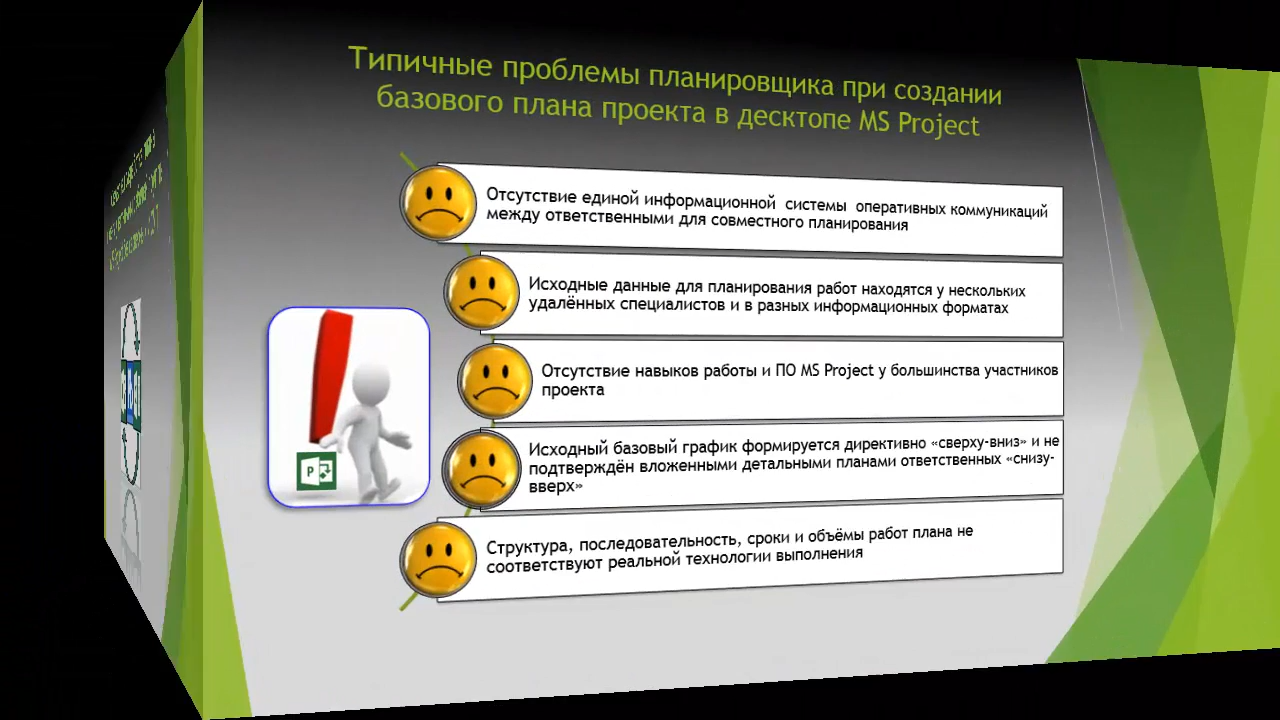 Типичные проблемы планировщика при создании
базового плана проекта в десктопе MS Project
Отсутствие единой информационной системы оперативных коммуникаций
между ответственными для совместного планирования
Исходные данные для планирования работ находятся у нескольких
удалённых специалистов и в разных информационных форматах
Отсутствие навыков работы и ПО MS Project у большинства участников
проекта
Исходный базовый график формируется директивно «сверху-вниз» и не
подтверждён вложенными детальными планами ответственных «снизу-
вверх»
Структура, последовательность, сроки и объёмы работ плана не
соответствуют реальной технологии выполнения
P